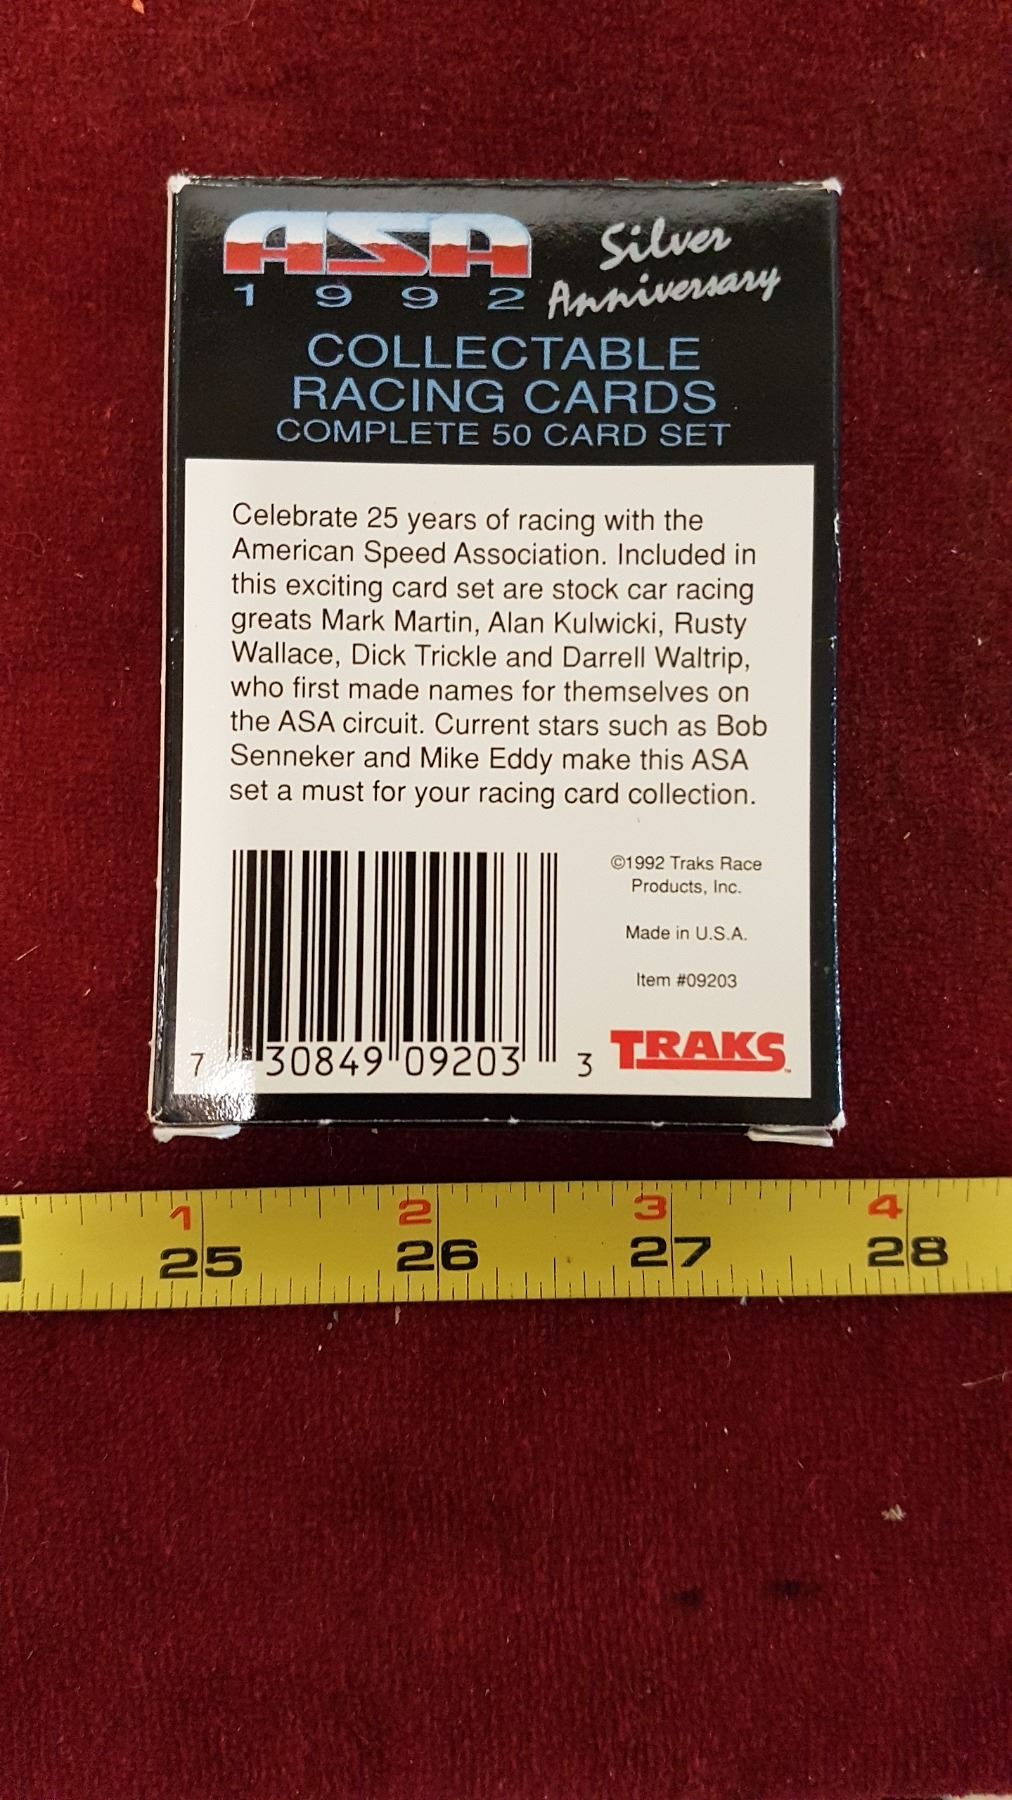 ASA
1992
Silver
Anniversary
COLLECTABLE
RACING CARDS
COMPLETE 50 CARD SET
Celebrate 25 years of racing with the
American Speed Association. Included in
this exciting card set are stock car racing
greats Mark Martin, Alan Kulwicki, Rusty
Wallace, Dick Trickle and Darrell Waltrip,
who first made names for themselves on
the ASA circuit. Current stars such as Bob
Senneker and Mike Eddy make this ASA
set a must for your racing card collection.
©1992 Traks Race
Products, Inc.
Made in U.S.A.
Item #09203
7 30849 09203 3
TRAKS™
1 2 3 4
25 26 27 28